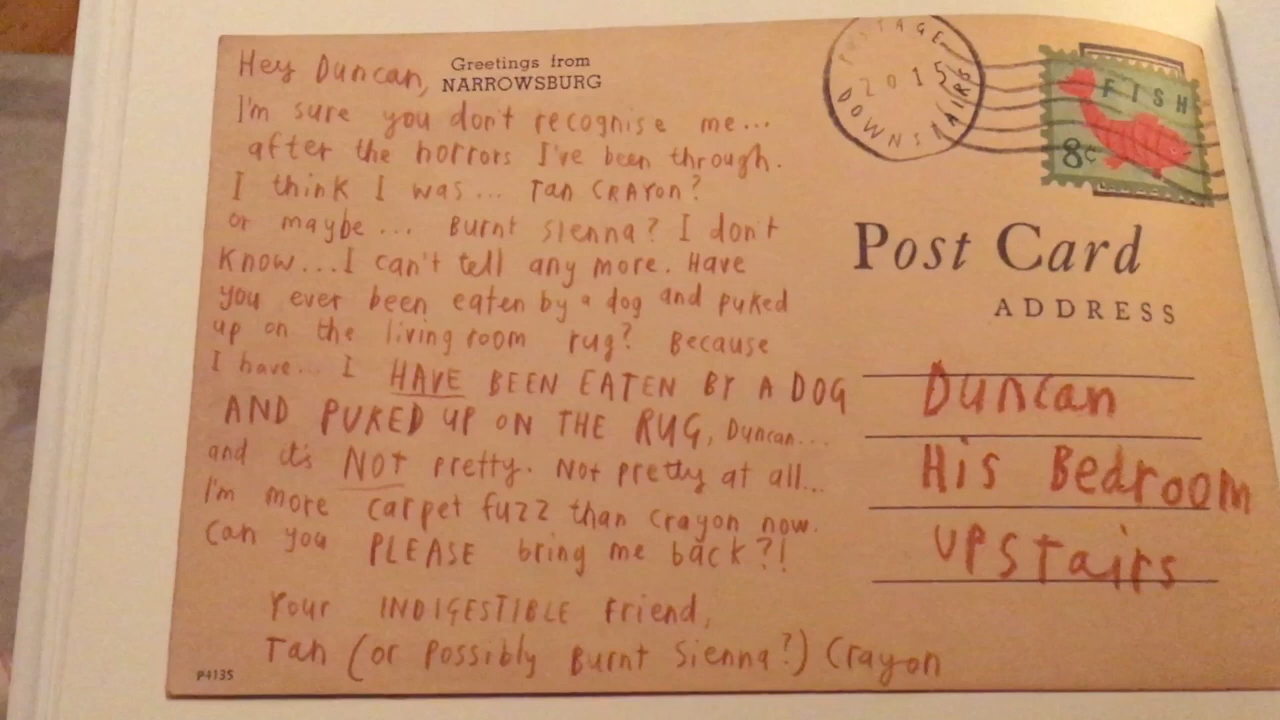 Hey Duncan,
Greetings from
NARROWSBURG
I'm sure you don't recognise me...
after the horrors I've been through.
I think I was... Tan CRAYON?
or maybe... Burnt Sienna? I don't
know...I can't tell any more. Have
you ever been eaten by a dog and puked
up on the living room rug? Because
I have... I HAVE BEEN EATEN BY A DOG
AND PUKED UP ON THE RUG, Duncan...
and it's NOT pretty. Not pretty at all...
I'm more carpet fuzz than crayon now.
Can you PLEASE bring me back?!
Your INDIGESTIBLE Friend,
Tan (or possibly Burnt Sienna?) Crayon
P4135
POSTAGE
2015
DOWNSTAIRS
FISH
8¢
Post Card
ADDRESS
Duncan
His Bedroom
UPStairs